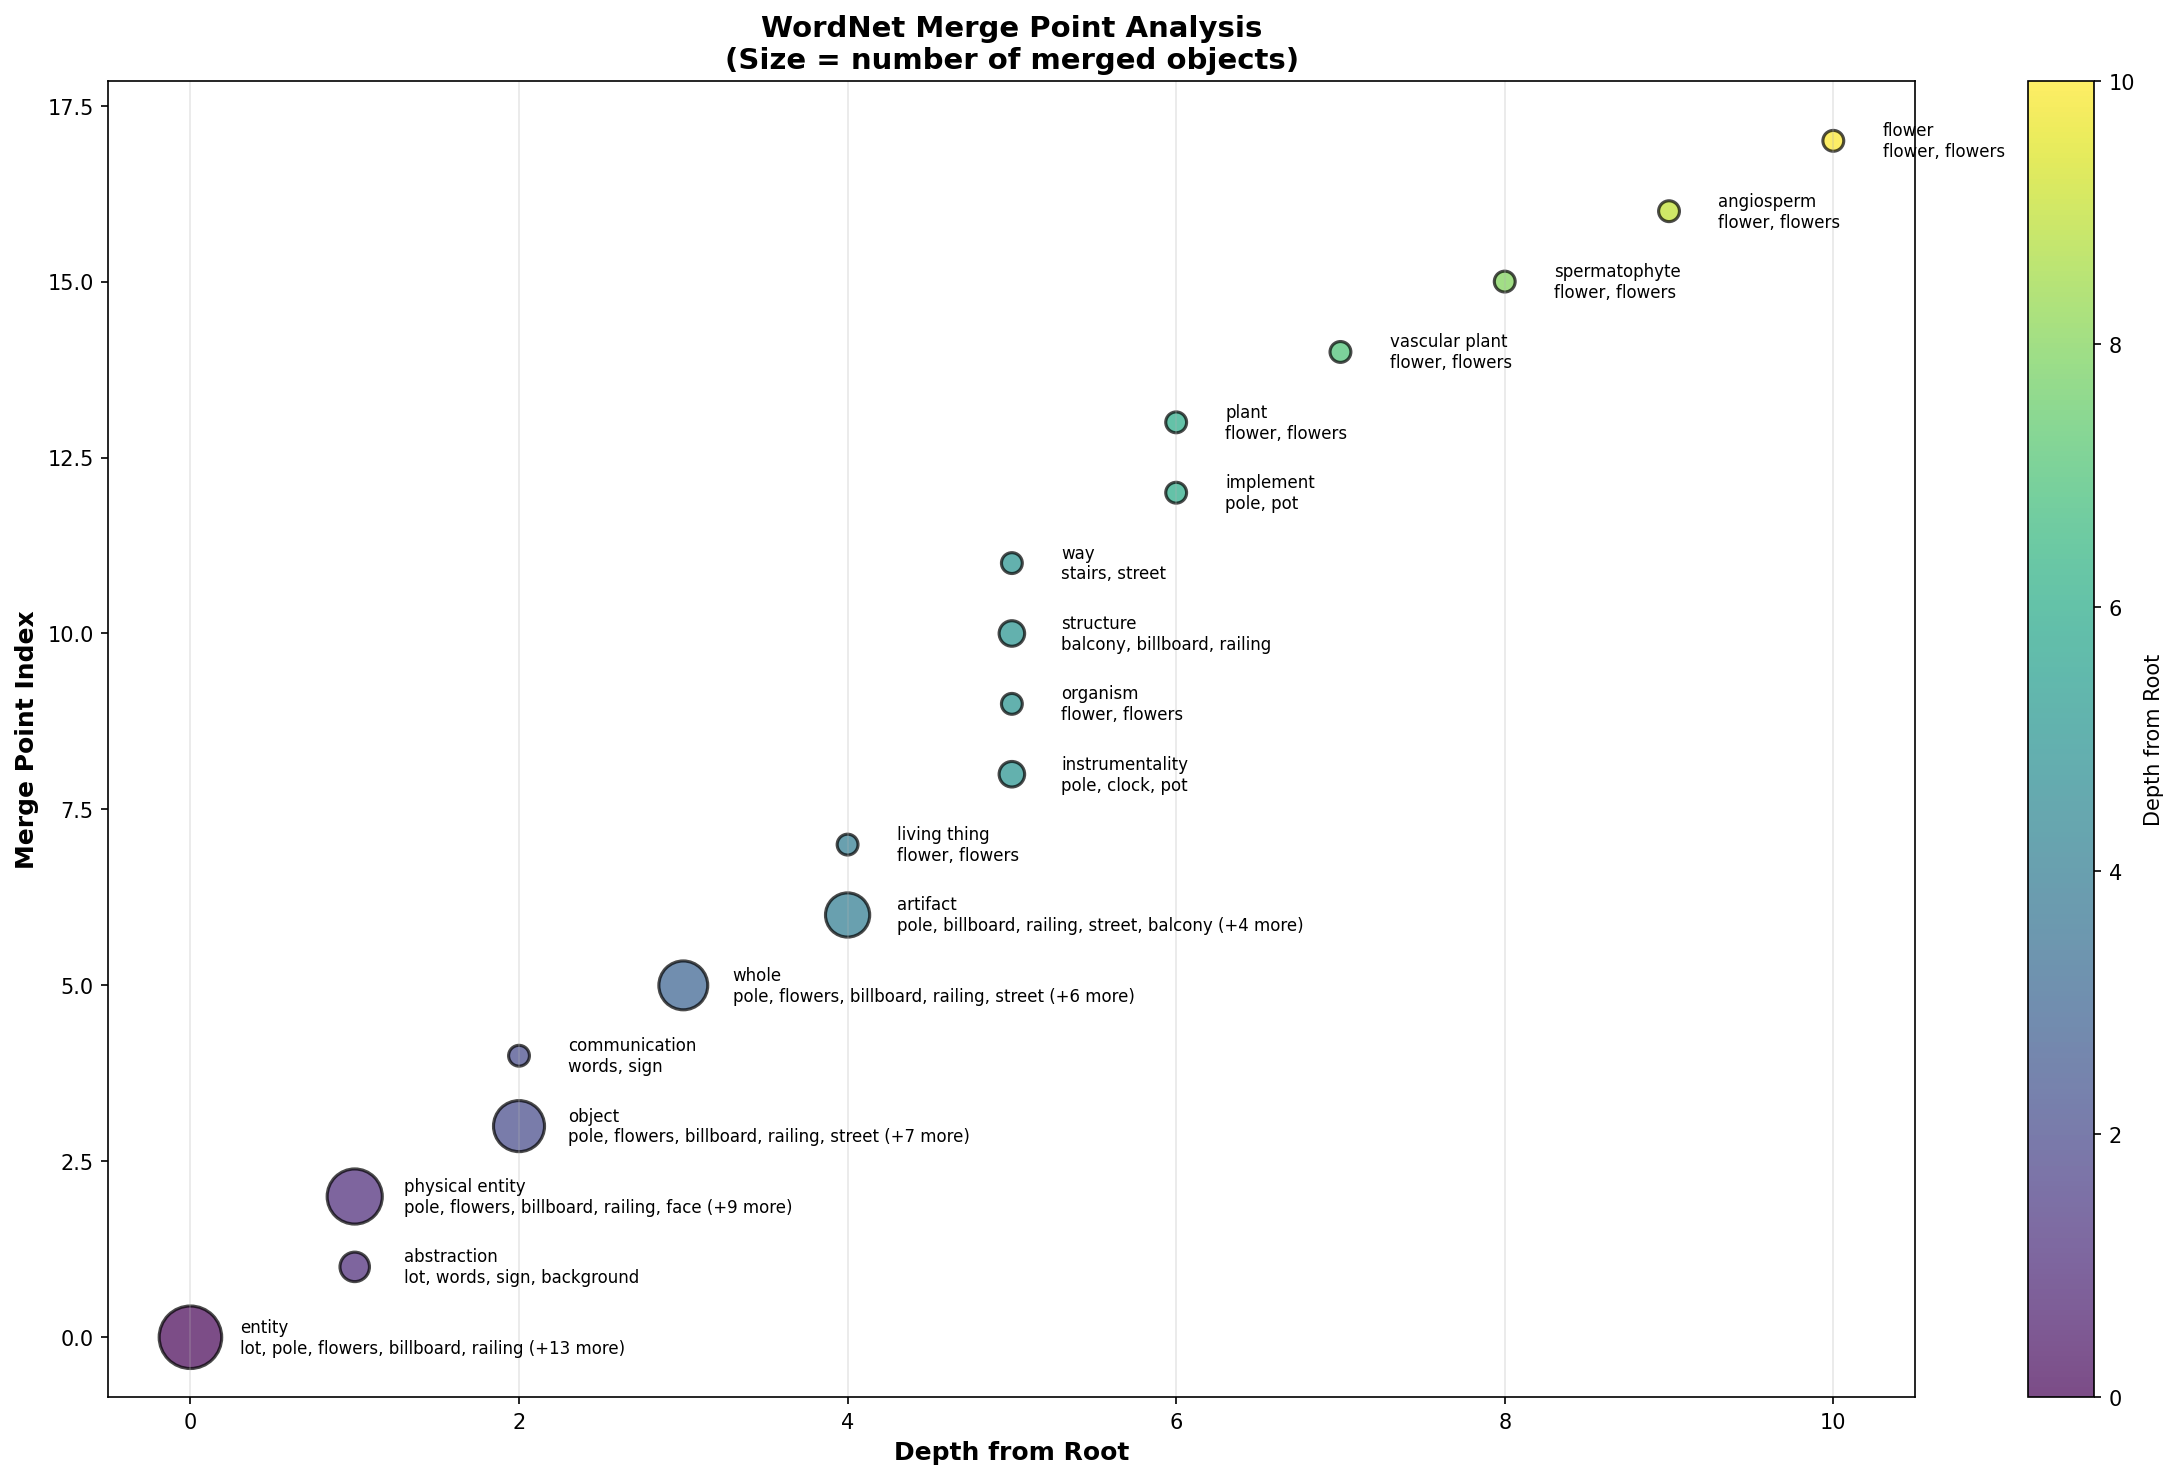 WordNet Merge Point Analysis
(Size = number of merged objects)
17.5
15.0
12.5
10.0
7.5
5.0
2.5
0.0
Merge Point Index
flower
flower, flowers
angiosperm
flower, flowers
spermatophyte
flower, flowers
vascular plant
flower, flowers
plant
flower, flowers
implement
pole, pot
way
stairs, street
structure
balcony, billboard, railing
organism
flower, flowers
instrumentality
pole, clock, pot
living thing
flower, flowers
artifact
pole, billboard, railing, street, balcony (+4 more)
whole
pole, flowers, billboard, railing, street (+6 more)
communication
words, sign
object
pole, flowers, billboard, railing, street (+7 more)
physical entity
pole, flowers, billboard, railing, face (+9 more)
abstraction
lot, words, sign, background
entity
lot, pole, flowers, billboard, railing (+13 more)
0 2 4 6 8 10
Depth from Root
10
8
6
4
2
0
Depth from Root